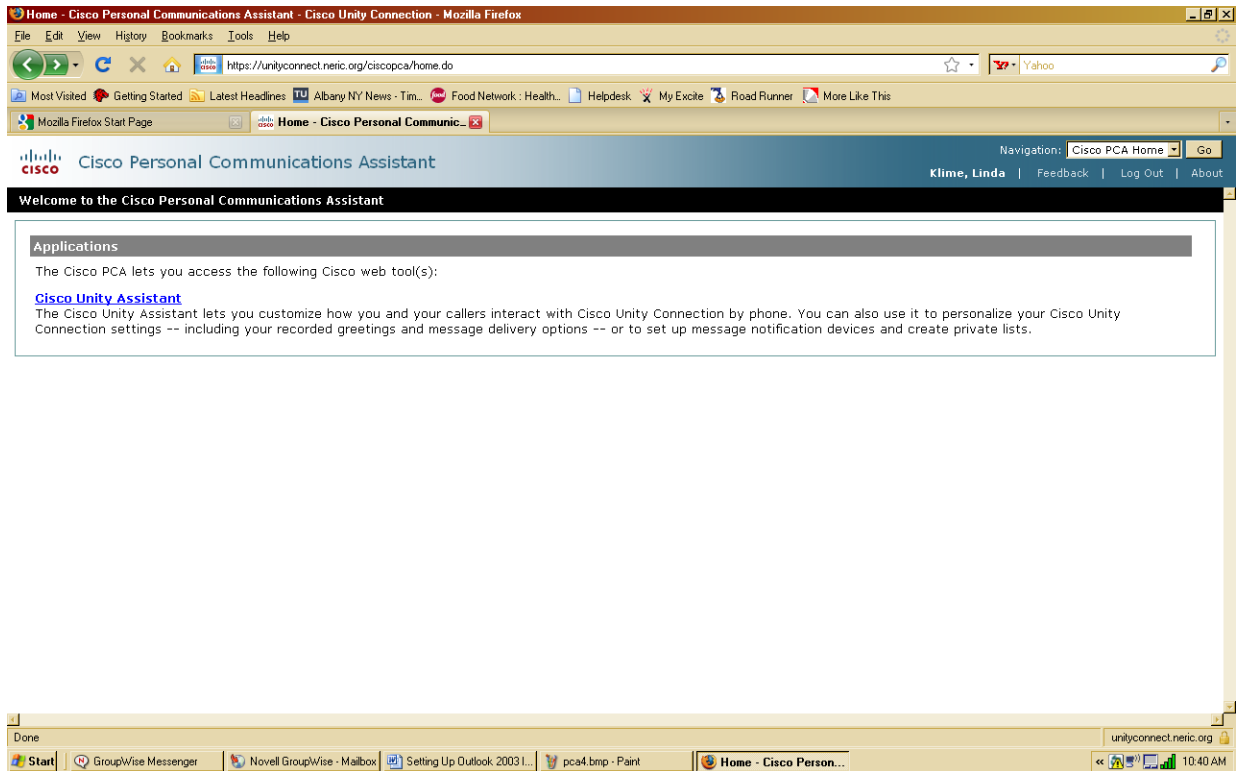 Home - Cisco Personal Communications Assistant - Cisco Unity Connection - Mozilla Firefox
File Edit View History Bookmarks Tools Help
https://unityconnect.neric.org/ciscopca/home.do
Yahoo
Most Visited Getting Started Latest Headlines TU Albany NY News - Tim... food Food Network : Health... Helpdesk My Excite Road Runner More Like This
Mozilla Firefox Start Page
Home - Cisco Personal Communic...
CISCO
Cisco Personal Communications Assistant
Navigation: Cisco PCA Home Go
Klime, Linda | Feedback | Log Out | About
Welcome to the Cisco Personal Communications Assistant
Applications
The Cisco PCA lets you access the following Cisco web tool(s):
Cisco Unity Assistant
The Cisco Unity Assistant lets you customize how you and your callers interact with Cisco Unity Connection by phone. You can also use it to personalize your Cisco Unity
Connection settings -- including your recorded greetings and message delivery options -- or to set up message notification devices and create private lists.
Done
unityconnect.neric.org
Start GroupWise Messenger Novell GroupWise - Mailbox Setting Up Outlook 2003 I... pca4.bmp - Paint Home - Cisco Person... « 10:40 AM